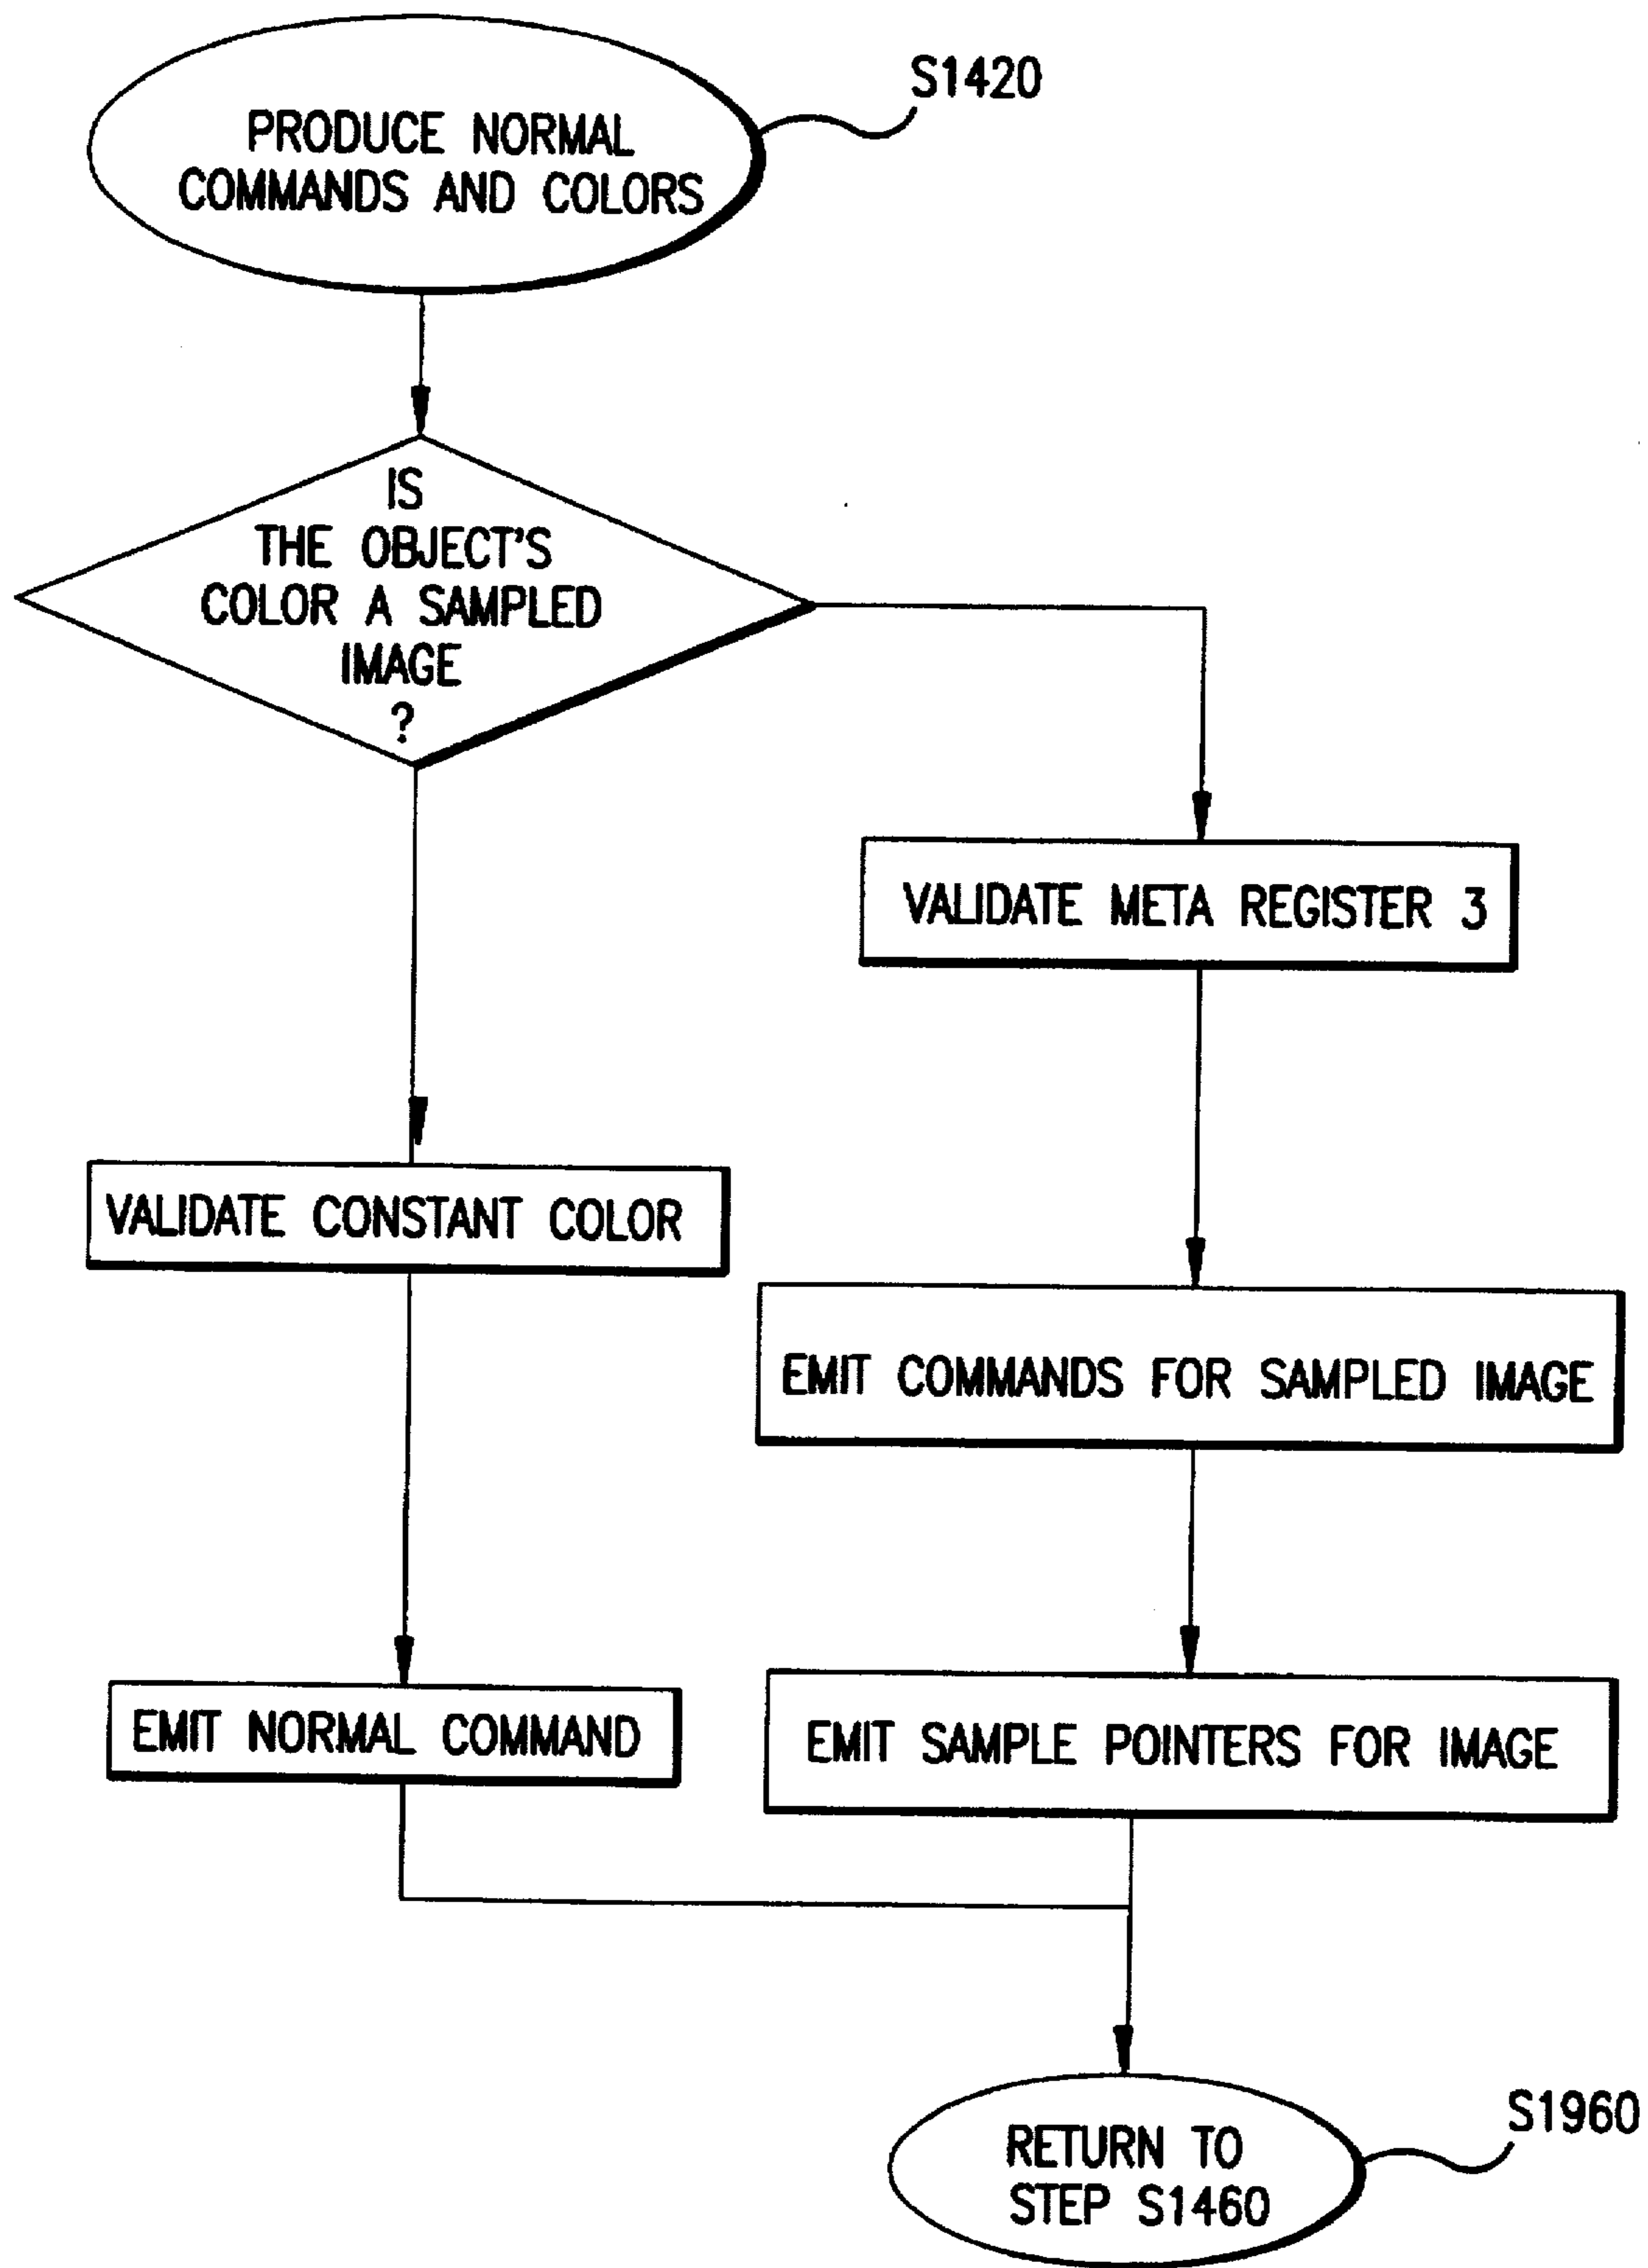 S1420
PRODUCE NORMAL
COMMANDS AND COLORS
IS
THE OBJECT'S
COLOR A SAMPLED
IMAGE
?
VALIDATE META REGISTER 3
VALIDATE CONSTANT COLOR
EMIT COMMANDS FOR SAMPLED IMAGE
EMIT NORMAL COMMAND
EMIT SAMPLE POINTERS FOR IMAGE
S1960
RETURN TO
STEP S1460